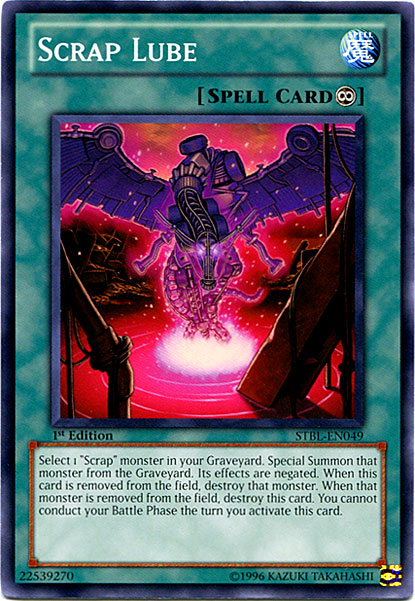 SCRAP LUBE
魔
[SPELL CARD∞]
1st Edition
STBL-EN049
Select 1 "Scrap" monster in your Graveyard. Special Summon that
monster from the Graveyard. Its effects are negated. When this
card is removed from the field, destroy that monster. When that
monster is removed from the field, destroy this card. You cannot
conduct your Battle Phase the turn you activate this card.
22539270
©1996 KAZUKI TAKAHASHI